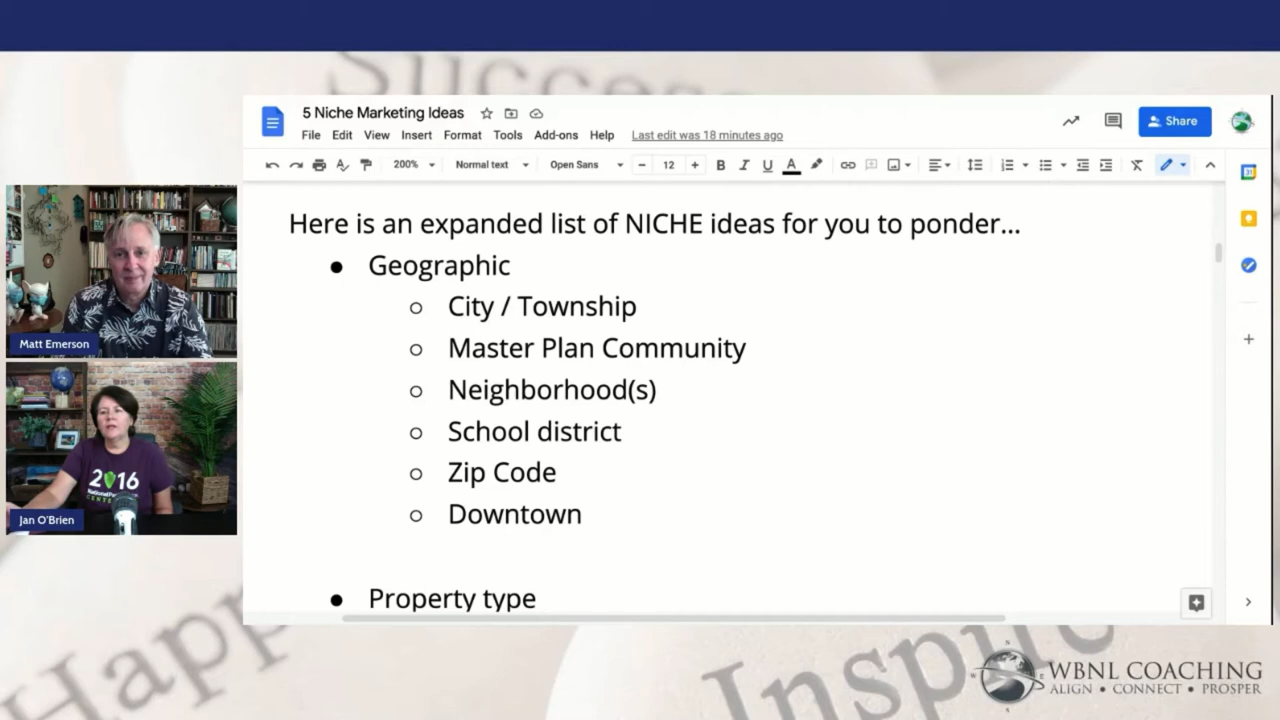 Success
5 Niche Marketing Ideas
File Edit View Insert Format Tools Add-ons Help Last edit was 18 minutes ago
Share
200% Normal text Open Sans 12 B I U A
Here is an expanded list of NICHE ideas for you to ponder...
● Geographic
○ City / Township
○ Master Plan Community
○ Neighborhood(s)
○ School district
○ Zip Code
○ Downtown
● Property type
Matt Emerson
2016
Jan O'Brien
Happ
Inspire
WBNL COACHING
ALIGN • CONNECT • PROSPER